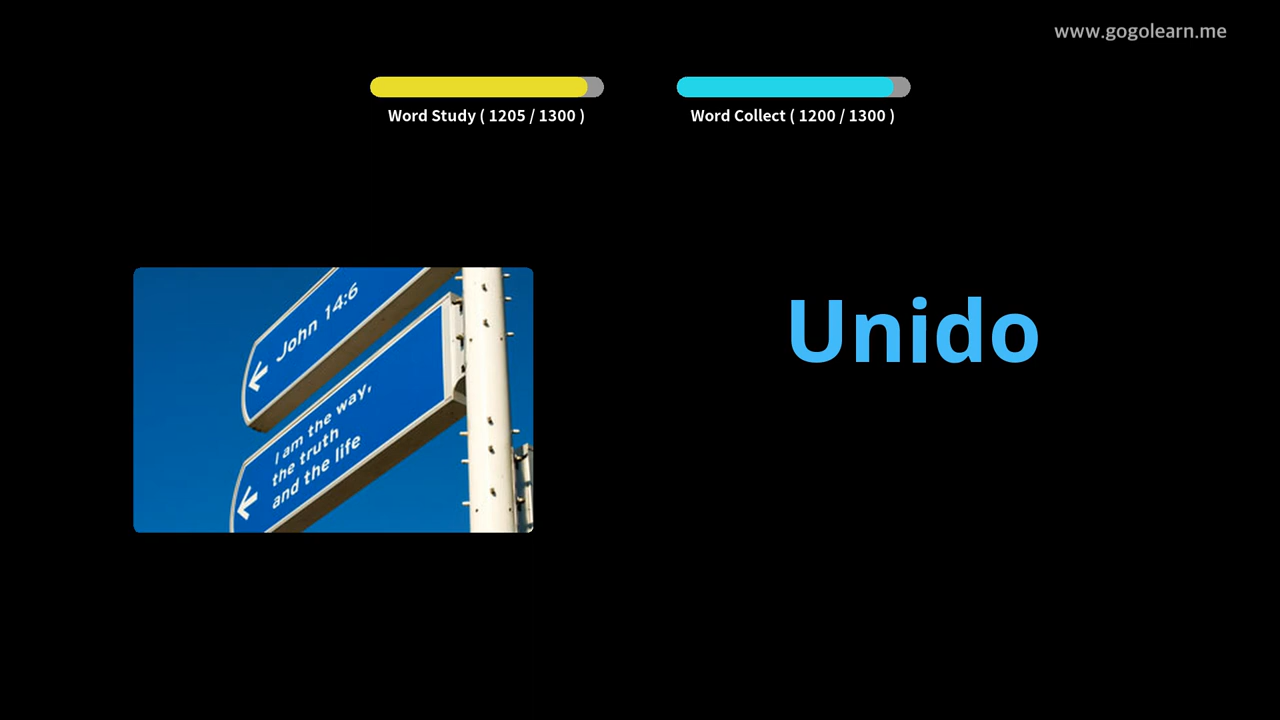 www.gogolearn.me
Word Study ( 1205 / 1300 )
Word Collect ( 1200 / 1300 )
John 14:6
I am the way,
the truth
and the life
Unido